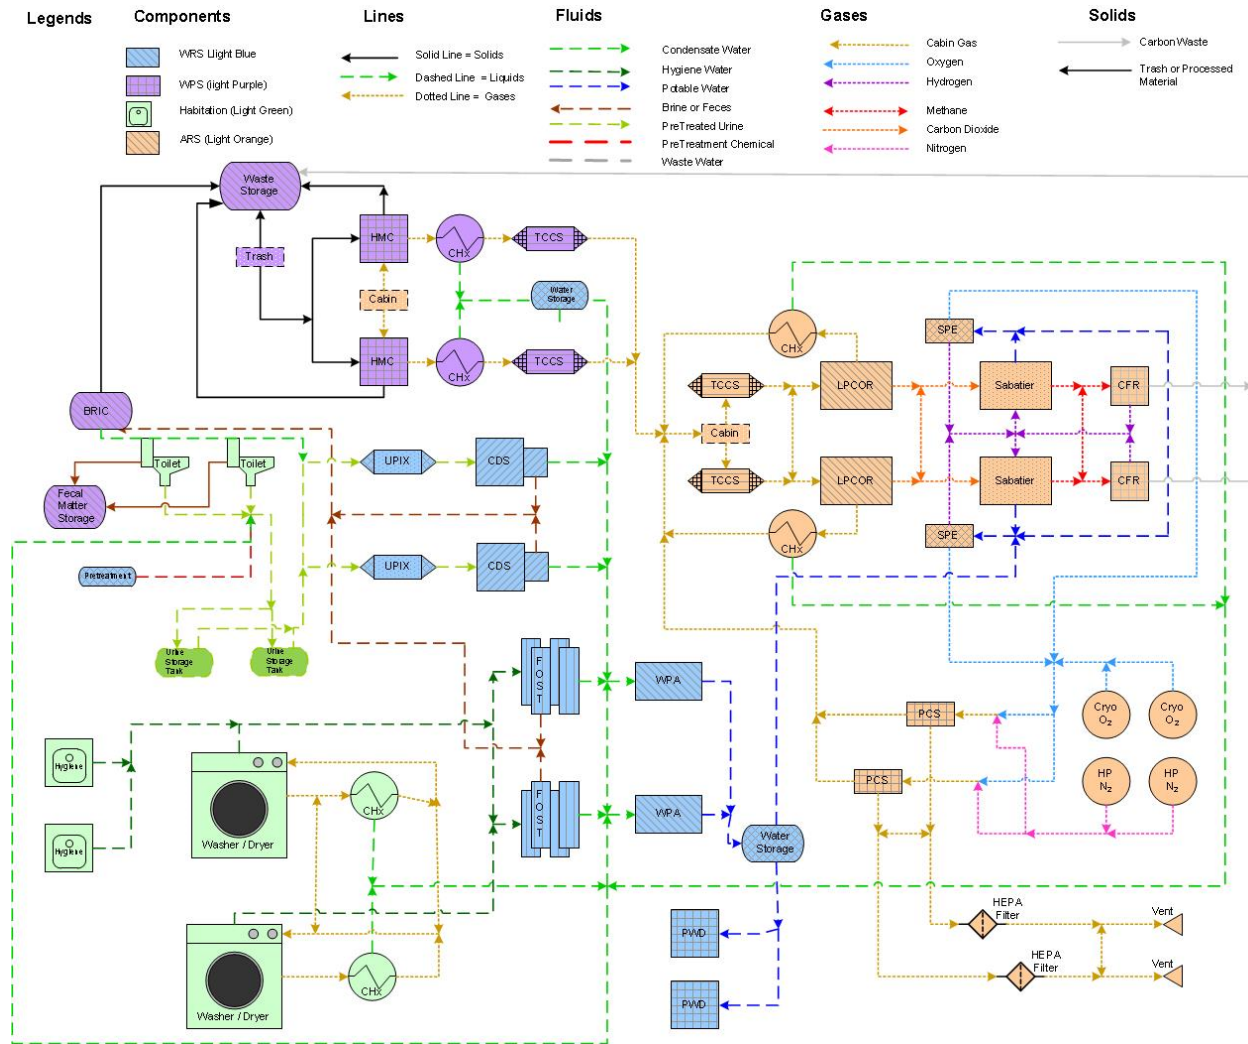 Legends
Components
Lines
Fluids
Gases
Solids
WRS Llight Blue
WPS (light Purple)
Habitation (Light Green)
ARS (Light Orange)
Solid Line = Solids
Dashed Line = Liquids
Dotted Line = Gases
Condensate Water
Hygiene Water
Potable Water
Brine or Feces
PreTreated Urine
PreTreatment Chemical
Waste Water
Cabin Gas
Oxygen
Hydrogen
Methane
Carbon Dioxide
Nitrogen
Carbon Waste
Trash or Processed
Material
Waste
Storage
Trash
HMC
CHx
TCCS
Cabin
Water
Storage
HMC
CHx
TCCS
BRIC
Toilet
Toilet
Fecal
Matter
Storage
Pretreatment
Urine
Storage
Tank
Urine
Storage
Tank
UPIX
CDS
UPIX
CDS
CHx
TCCS
Cabin
TCCS
LPCOR
LPCOR
CHx
SPE
Sabatier
CFR
Sabatier
CFR
SPE
FOST
WPA
FOST
WPA
Hygiene
Hygiene
Washer / Dryer
CHx
Washer / Dryer
CHx
Water
Storage
PWD
PWD
PCS
PCS
Cryo
O2
Cryo
O2
HP
N2
HP
N2
HEPA
Filter
Vent
HEPA
Filter
Vent